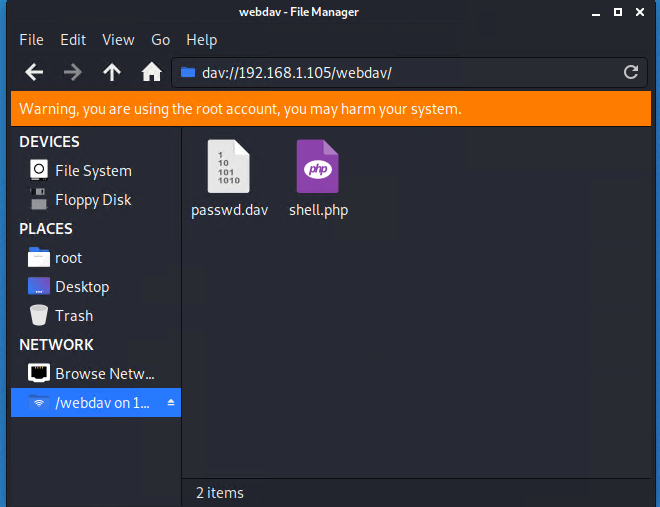 webdav - File Manager
File Edit View Go Help
dav://192.168.1.105/webdav/
Warning, you are using the root account, you may harm your system.
DEVICES
File System
Floppy Disk
PLACES
root
Desktop
Trash
NETWORK
Browse Netw...
/webdav on 1...
1
10
101
1010
php
passwd.dav shell.php
2 items